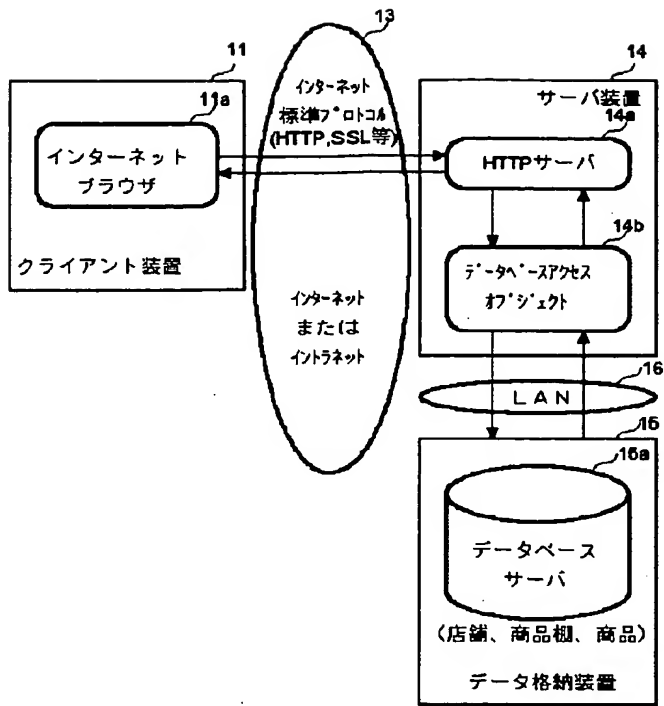 11
11a
インターネット
ブラウザ
クライアント装置
13
インターネット
標準プロトコル
(HTTP,SSL等)
インターネット
または
イントラネット
14
サーバ装置
14a
HTTPサーバ
14b
データベースアクセス
オブジェクト
16
LAN
15
15a
データベース
サーバ
(店舗、商品棚、商品)
データ格納装置